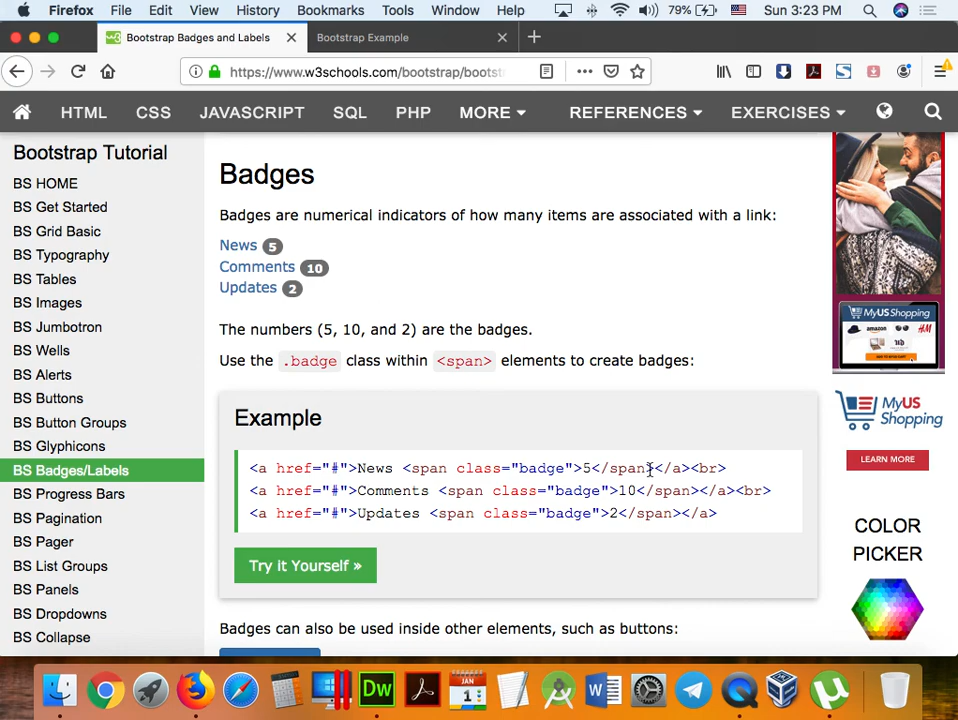 Firefox File Edit View History Bookmarks Tools Window Help 79% Sun 3:23 PM
Bootstrap Badges and Labels Bootstrap Example
https://www.w3schools.com/bootstrap/boots
HTML CSS JAVASCRIPT SQL PHP MORE REFERENCES EXERCISES
Bootstrap Tutorial
BS HOME
BS Get Started
BS Grid Basic
BS Typography
BS Tables
BS Images
BS Jumbotron
BS Wells
BS Alerts
BS Buttons
BS Button Groups
BS Glyphicons
BS Badges/Labels
BS Progress Bars
BS Pagination
BS Pager
BS List Groups
BS Panels
BS Dropdowns
BS Collapse
Badges
Badges are numerical indicators of how many items are associated with a link:
News 5
Comments 10
Updates 2
The numbers (5, 10, and 2) are the badges.
Use the .badge class within <span> elements to create badges:
Example
<a href="#">News <span class="badge">5</span></a><br>
<a href="#">Comments <span class="badge">10</span></a><br>
<a href="#">Updates <span class="badge">2</span></a>
Try it Yourself »
Badges can also be used inside other elements, such as buttons:
MyUS Shopping
amazon
H&M
MyUS
Shopping
LEARN MORE
COLOR
PICKER
Dw
JAN
1
W